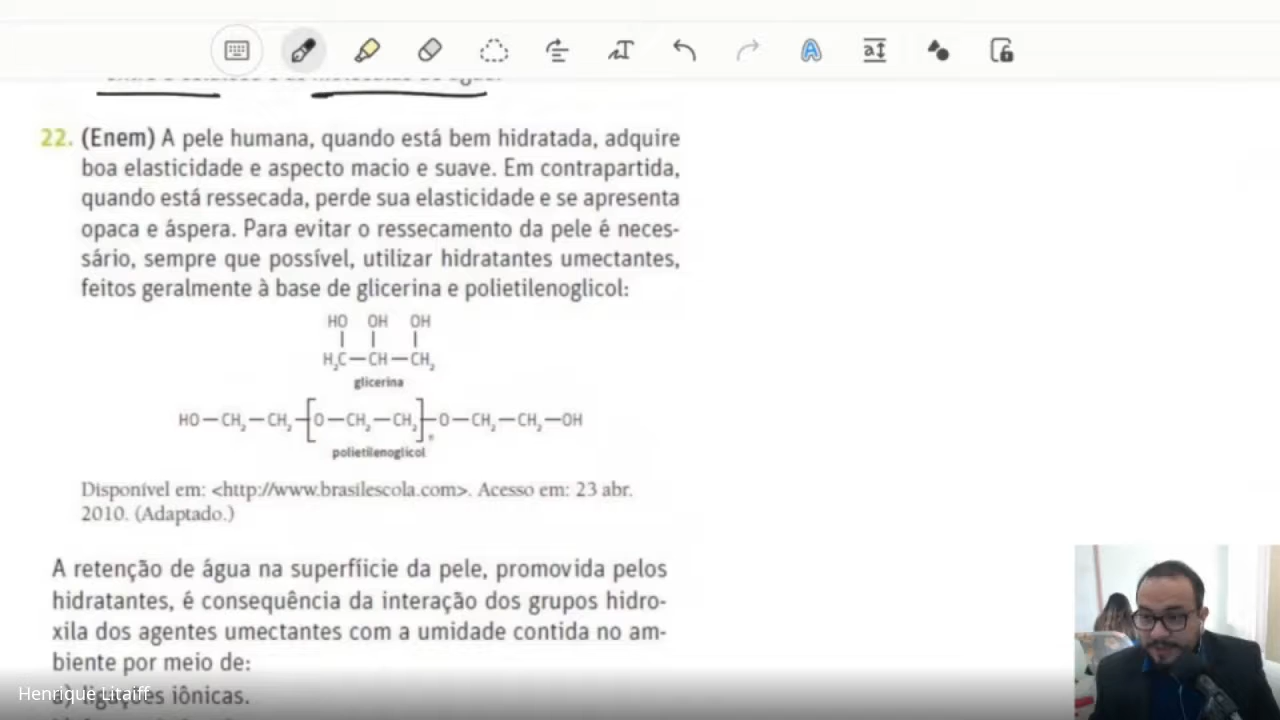 22. (Enem) A pele humana, quando está bem hidratada, adquire
boa elasticidade e aspecto macio e suave. Em contrapartida,
quando está ressecada, perde sua elasticidade e se apresenta
opaca e áspera. Para evitar o ressecamento da pele é neces-
sário, sempre que possível, utilizar hidratantes umectantes,
feitos geralmente à base de glicerina e polietilenoglicol:
HO OH OH
H₂C — CH — CH₂
glicerina
HO — CH₂ — CH₂ —[O — CH₂ — CH₂]— O — CH₂ — CH₂ — OH
polietilenoglicol
Disponível em: <http://www.brasilescola.com>. Acesso em: 23 abr.
2010. (Adaptado.)
A retenção de água na superfíicie da pele, promovida pelos
hidratantes, é consequência da interação dos grupos hidro-
xila dos agentes umectantes com a umidade contida no am-
biente por meio de:
a) ligações iônicas.
Henrique Litaiff